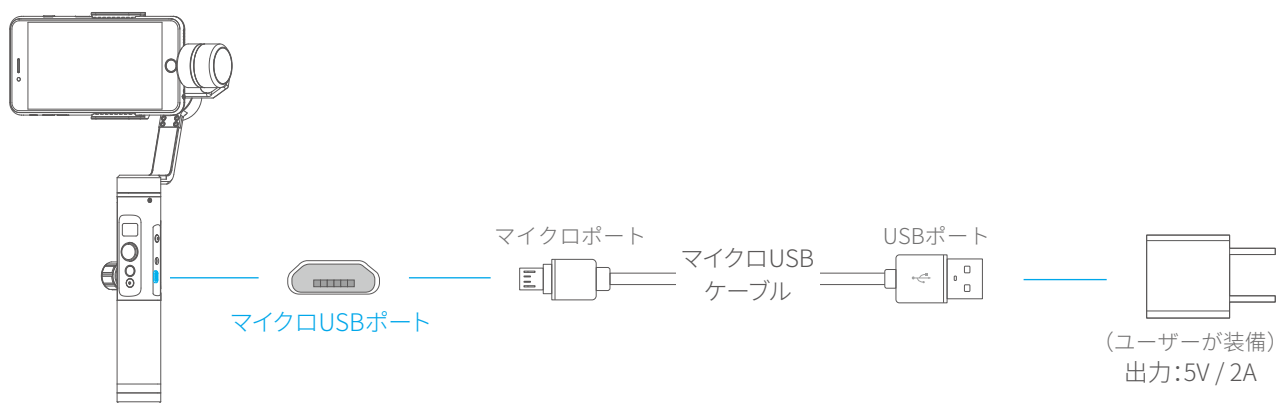 マイクロポート
USBポート
マイクロUSB
ケーブル
マイクロUSBポート
（ユーザーが装備）
出力：5V / 2A